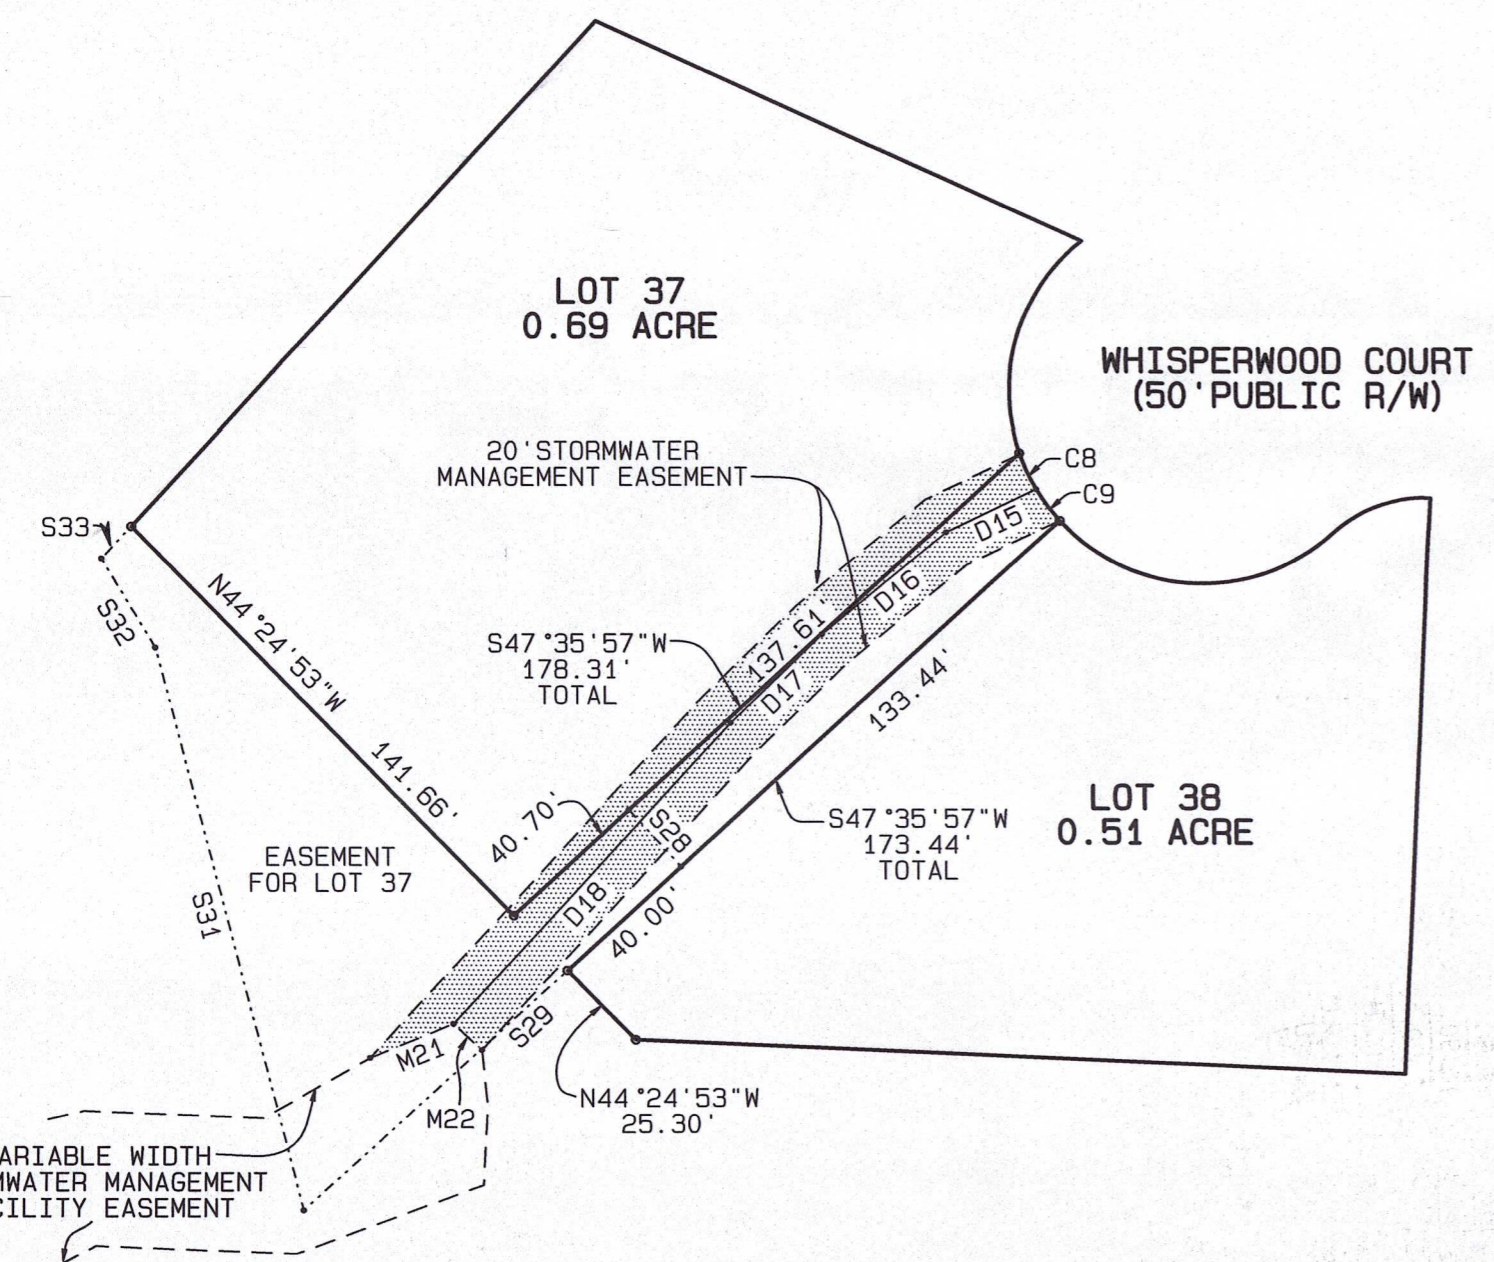 LOT 37
0.69 ACRE
WHISPERWOOD COURT
(50'PUBLIC R/W)
20'STORMWATER
MANAGEMENT EASEMENT
C8
C9
D15
S33
D16
S32
N44°24'53"W
141.66'
137.61'
S47°35'57"W
178.31'
TOTAL
D17
133.44'
LOT 38
0.51 ACRE
40.70'
S28
S47°35'57"W
173.44'
TOTAL
EASEMENT
FOR LOT 37
S31
D18
40.00'
S29
M21
M22
N44°24'53"W
25.30'
ARIABLE WIDTH
MWATER MANAGEMENT
CILITY EASEMENT